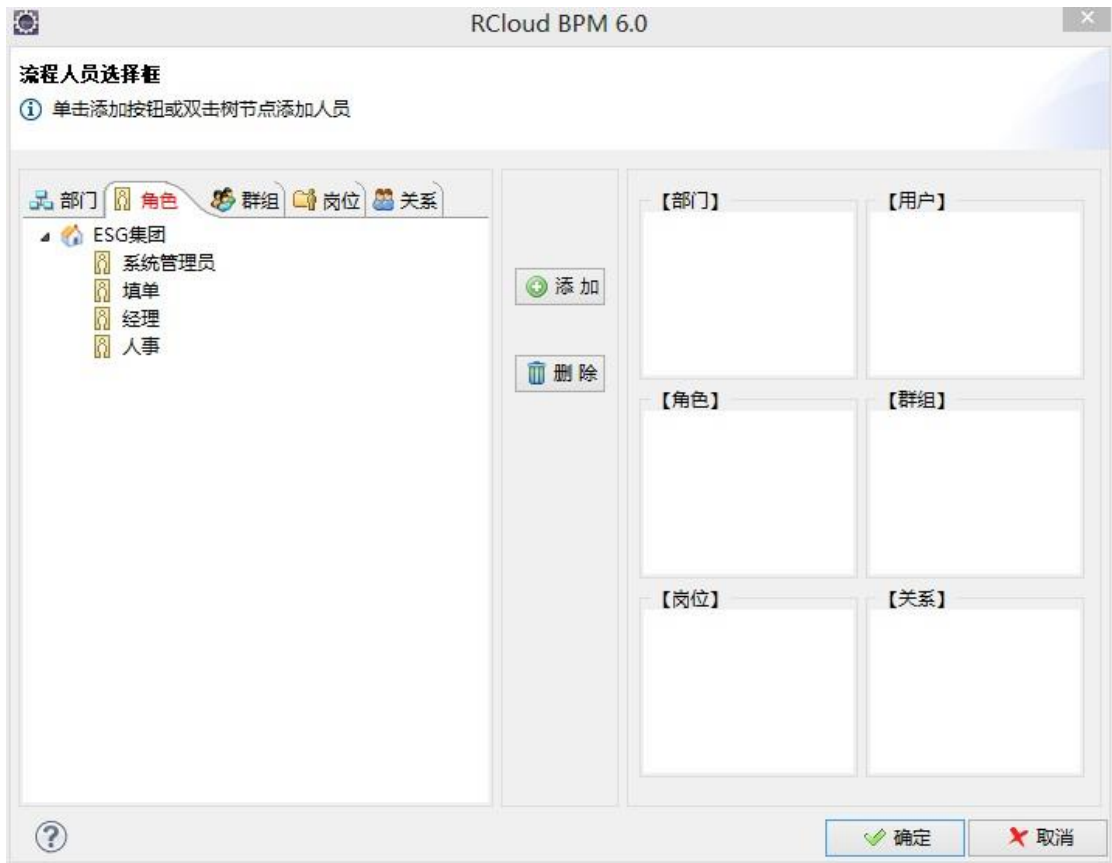 RCloud BPM 6.0
流程人员选择框
单击添加按钮或双击树节点添加人员
部门 角色 群组 岗位 关系
ESG集团
系统管理员
填单
经理
人事
添加
删除
【部门】 【用户】
【角色】 【群组】
【岗位】 【关系】
确定 取消